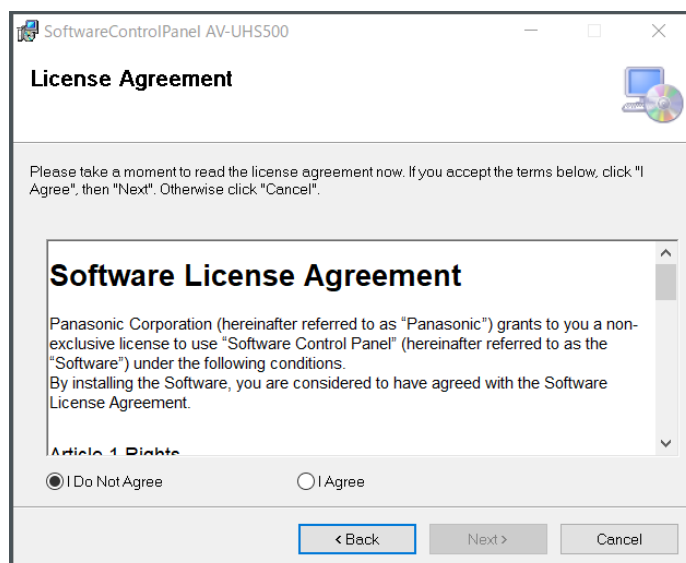 SoftwareControlPanel AV-UHS500
License Agreement
Please take a moment to read the license agreement now. If you accept the terms below, click "I
Agree", then "Next". Otherwise click "Cancel".
Software License Agreement
Panasonic Corporation (hereinafter referred to as “Panasonic”) grants to you a non-
exclusive license to use “Software Control Panel” (hereinafter referred to as the
“Software”) under the following conditions.
By installing the Software, you are considered to have agreed with the Software
License Agreement.
Article 1 Rights
I Do Not Agree
I Agree
< Back
Next >
Cancel